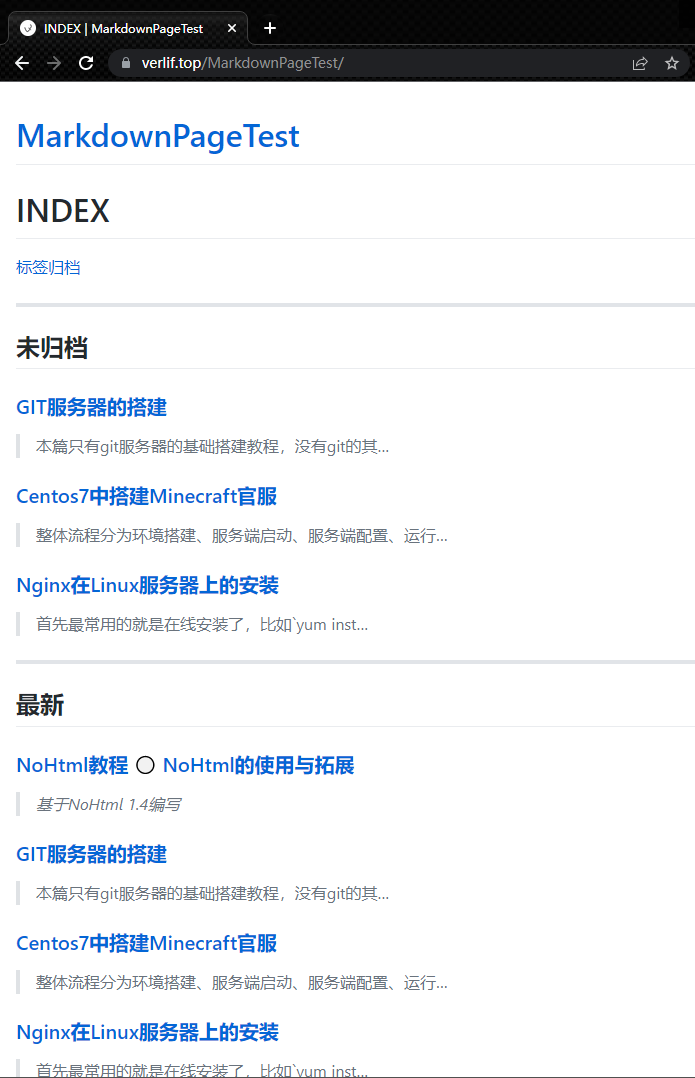 INDEX | MarkdownPageTest
verlif.top/MarkdownPageTest/
MarkdownPageTest
INDEX
标签归档
未归档
GIT服务器的搭建
本篇只有git服务器的基础搭建教程，没有git的其...
Centos7中搭建Minecraft官服
整体流程分为环境搭建、服务端启动、服务端配置、运行...
Nginx在Linux服务器上的安装
首先最常用的就是在线安装了，比如`yum inst...
最新
NoHtml教程 ⚪ NoHtml的使用与拓展
基于NoHtml 1.4编写
GIT服务器的搭建
本篇只有git服务器的基础搭建教程，没有git的其...
Centos7中搭建Minecraft官服
整体流程分为环境搭建、服务端启动、服务端配置、运行...
Nginx在Linux服务器上的安装
首先最常用的就是在线安装了，比如`yum inst...